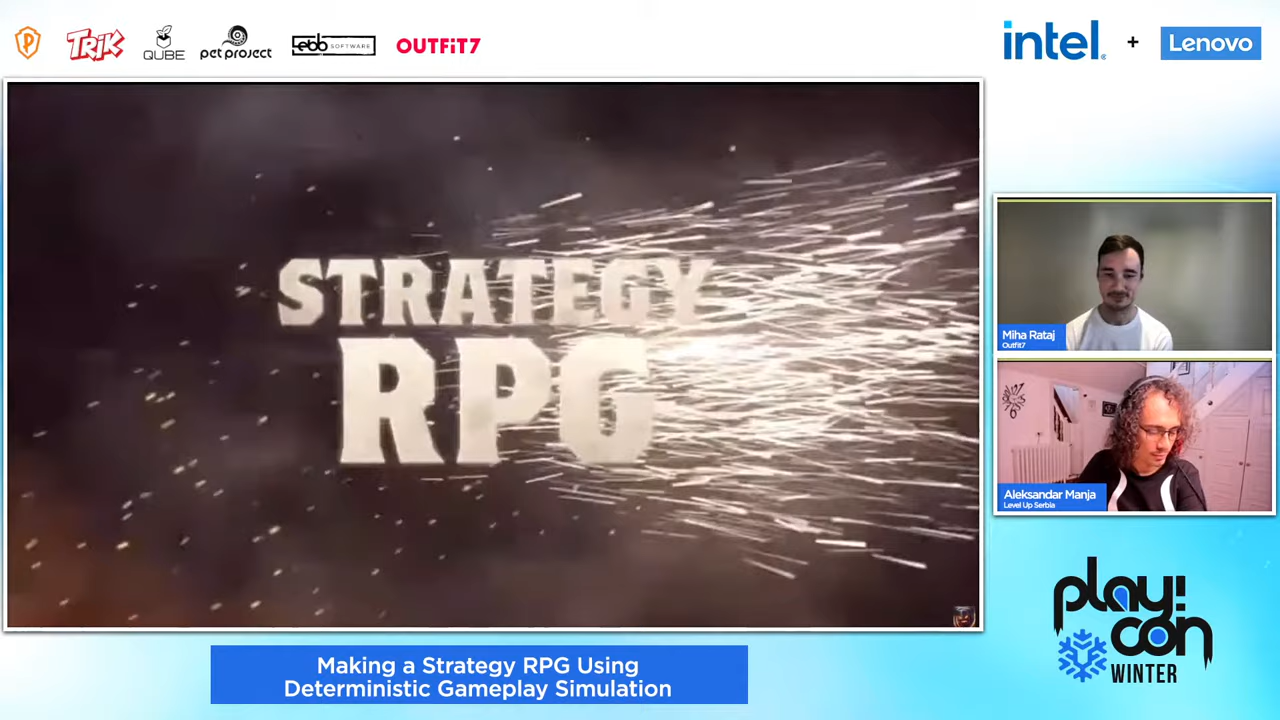 TRIK
QUBE
pet project
Lebb SOFTWARE
OUTFIT7
intel + Lenovo
STRATEGY
RPG
Miha Rataj
Outfit7
Aleksandar Manja
Level Up Serbia
Making a Strategy RPG Using
Deterministic Gameplay Simulation
play!
con
WINTER